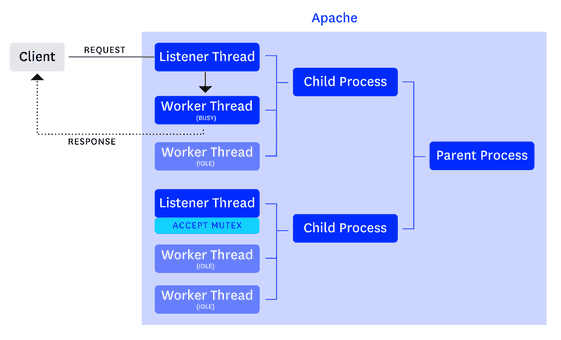 Apache
Client
REQUEST
Listener Thread
Child Process
Worker Thread
(BUSY)
RESPONSE
Worker Thread
(IDLE)
Parent Process
Listener Thread
ACCEPT MUTEX
Child Process
Worker Thread
(IDLE)
Worker Thread
(IDLE)